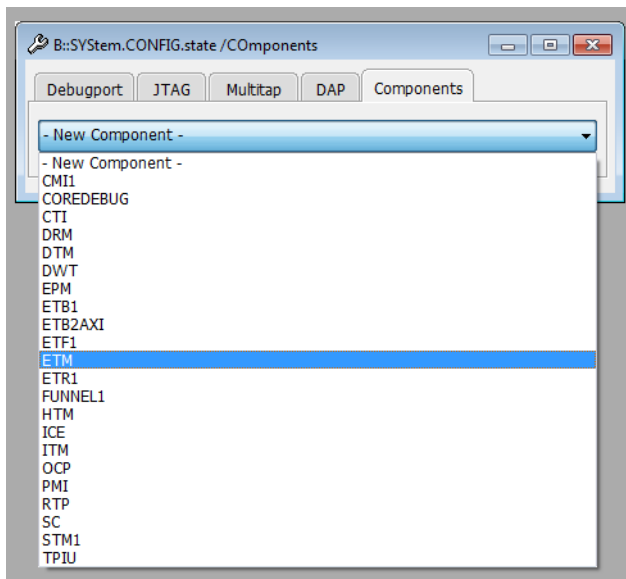 B::SYStem.CONFIG.state /COmponents
Debugport JTAG Multitap DAP Components
- New Component -
- New Component -
CMI1
COREDEBUG
CTI
DRM
DTM
DWT
EPM
ETB1
ETB2AXI
ETF1
ETM
ETR1
FUNNEL1
HTM
ICE
ITM
OCP
PMI
RTP
SC
STM1
TPIU